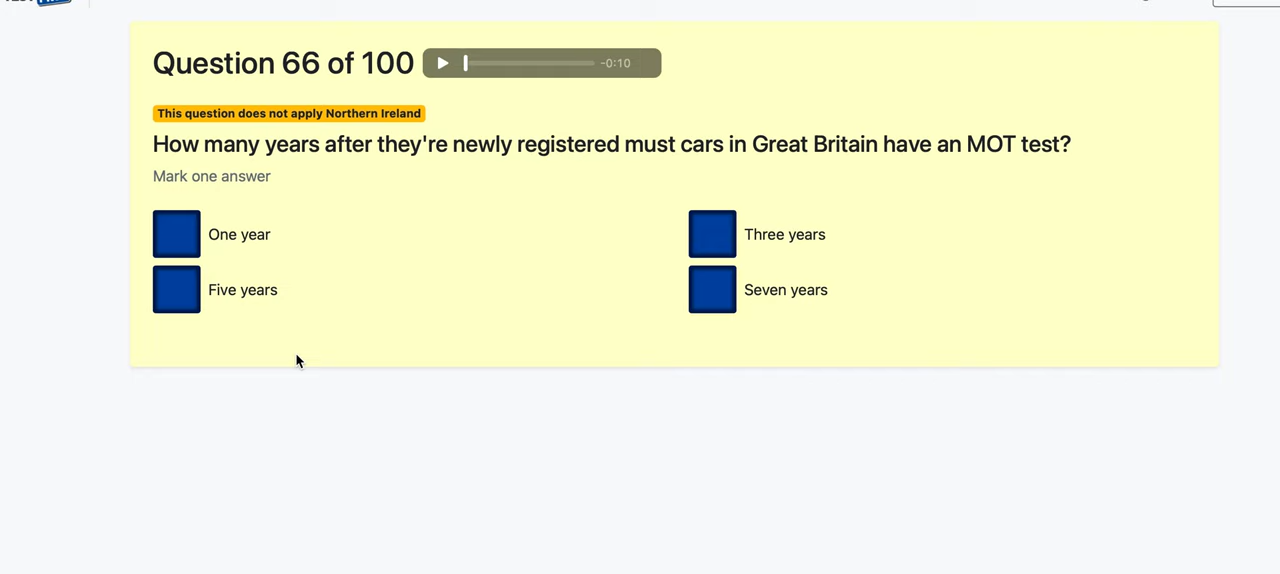 Question 66 of 100
-0:10
This question does not apply Northern Ireland
How many years after they're newly registered must cars in Great Britain have an MOT test?
Mark one answer
One year
Three years
Five years
Seven years